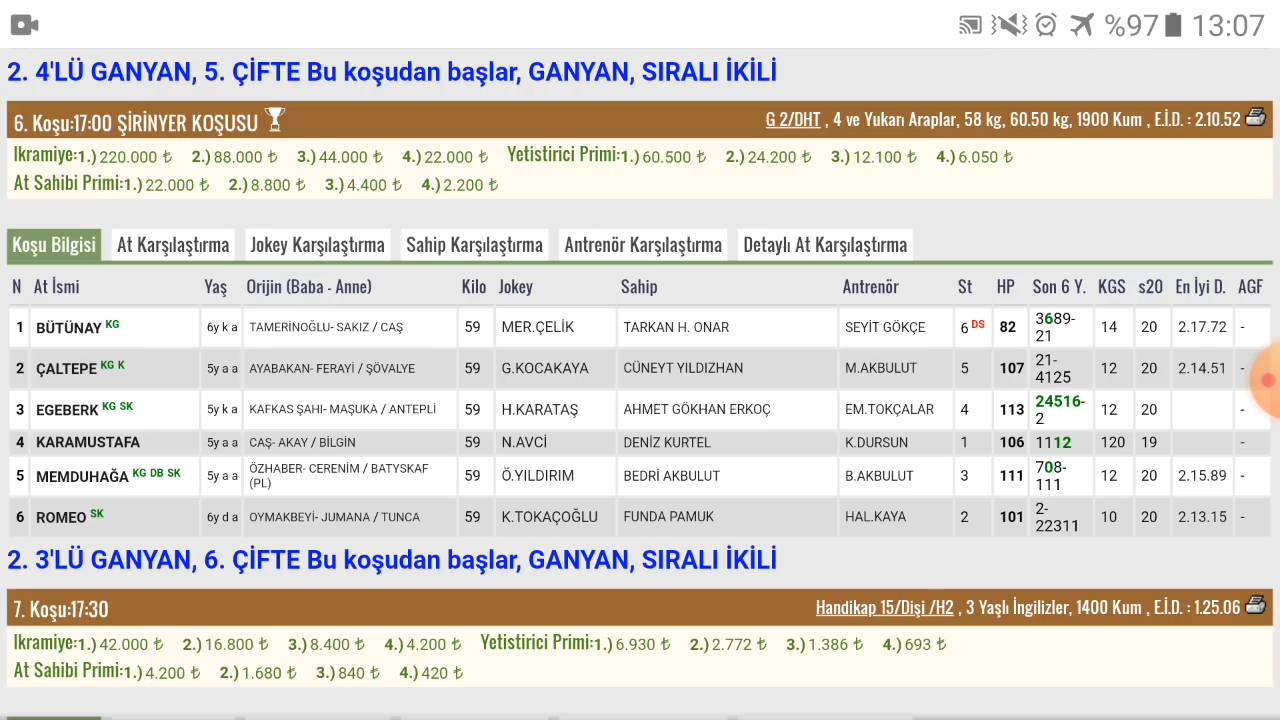 %97 13:07
2. 4'LÜ GANYAN, 5. ÇİFTE Bu koşudan başlar, GANYAN, SIRALI İKİLİ
6. Koşu:17:00 ŞİRİNYER KOŞUSU G 2/DHT , 4 ve Yukarı Araplar, 58 kg, 60.50 kg, 1900 Kum , E.İ.D. : 2.10.52
Ikramiye:1.) 220.000 ₺ 2.) 88.000 ₺ 3.) 44.000 ₺ 4.) 22.000 ₺ Yetistirici Primi:1.) 60.500 ₺ 2.) 24.200 ₺ 3.) 12.100 ₺ 4.) 6.050 ₺
At Sahibi Primi:1.) 22.000 ₺ 2.) 8.800 ₺ 3.) 4.400 ₺ 4.) 2.200 ₺
Koşu Bilgisi At Karşılaştırma Jokey Karşılaştırma Sahip Karşılaştırma Antrenör Karşılaştırma Detaylı At Karşılaştırma
N At İsmi Yaş Orijin (Baba - Anne) Kilo Jokey Sahip Antrenör St HP Son 6 Y. KGS s20 En İyi D. AGF
1 BÜTÜNAY KG 6y k a TAMERİNOĞLU- SAKIZ / CAŞ 59 MER.ÇELİK TARKAN H. ONAR SEYİT GÖKÇE 6 DS 82 3689-21 14 20 2.17.72 -
2 ÇALTEPE KG K 5y a a AYABAKAN- FERAYİ / ŞÖVALYE 59 G.KOCAKAYA CÜNEYT YILDIZHAN M.AKBULUT 5 107 21-4125 12 20 2.14.51 -
3 EGEBERK KG SK 5y k a KAFKAS ŞAHI- MAŞUKA / ANTEPLİ 59 H.KARATAŞ AHMET GÖKHAN ERKOÇ EM.TOKÇALAR 4 113 24516-2 12 20 -
4 KARAMUSTAFA 5y a a CAŞ- AKAY / BİLGİN 59 N.AVCİ DENİZ KURTEL K.DURSUN 1 106 1112 120 19 -
5 MEMDUHAĞA KG DB SK 5y a a ÖZHABER- CERENİM / BATYSKAF (PL) 59 Ö.YILDIRIM BEDRİ AKBULUT B.AKBULUT 3 111 708-111 12 20 2.15.89 -
6 ROMEO SK 6y d a OYMAKBEYİ- JUMANA / TUNCA 59 K.TOKAÇOĞLU FUNDA PAMUK HAL.KAYA 2 101 2-22311 10 20 2.13.15 -
2. 3'LÜ GANYAN, 6. ÇİFTE Bu koşudan başlar, GANYAN, SIRALI İKİLİ
7. Koşu:17:30 Handikap 15/Dişi /H2 , 3 Yaşlı İngilizler, 1400 Kum , E.İ.D. : 1.25.06
Ikramiye:1.) 42.000 ₺ 2.) 16.800 ₺ 3.) 8.400 ₺ 4.) 4.200 ₺ Yetistirici Primi:1.) 6.930 ₺ 2.) 2.772 ₺ 3.) 1.386 ₺ 4.) 693 ₺
At Sahibi Primi:1.) 4.200 ₺ 2.) 1.680 ₺ 3.) 840 ₺ 4.) 420 ₺